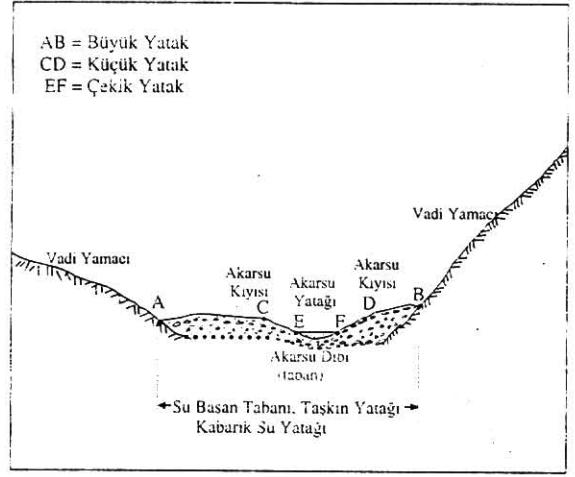 AB = Büyük Yatak
CD = Küçük Yatak
EF = Çekik Yatak
Vadi Yamacı
Vadi Yamacı
Akarsu
Kıyısı
Akarsu
Yatağı
Akarsu
Kıyısı
A
C
E
F
D
B
Akarsu Dibi
(taban)
Su Basan Tabanı, Taşkın Yatağı
Kabarık Su Yatağı